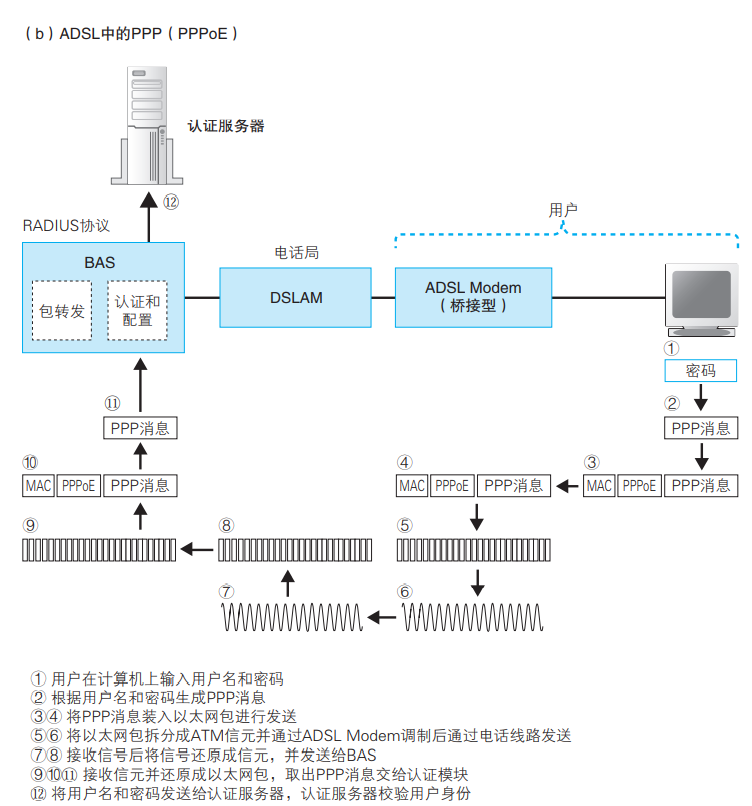 （b）ADSL中的PPP（PPPoE）
认证服务器
⑫
RADIUS协议
用户
BAS
电话局
包转发
认证和
配置
DSLAM
ADSL Modem
（桥接型）
①
密码
⑪
②
PPP消息
PPP消息
⑩
④
③
MAC PPPoE PPP消息
MAC PPPoE PPP消息
MAC PPPoE PPP消息
⑨
⑧
⑤
⑦
⑥
① 用户在计算机上输入用户名和密码
② 根据用户名和密码生成PPP消息
③④ 将PPP消息装入以太网包进行发送
⑤⑥ 将以太网包拆分成ATM信元并通过ADSL Modem调制后通过电话线路发送
⑦⑧ 接收信号后将信号还原成信元，并发送给BAS
⑨⑩⑪ 接收信元并还原成以太网包，取出PPP消息交给认证模块
⑫ 将用户名和密码发送给认证服务器，认证服务器校验用户身份